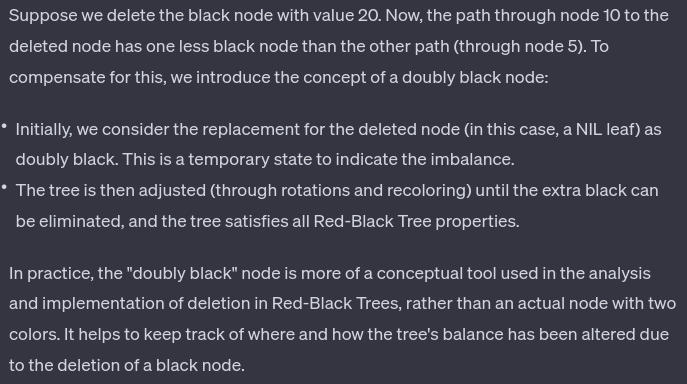 Suppose we delete the black node with value 20. Now, the path through node 10 to the
deleted node has one less black node than the other path (through node 5). To
compensate for this, we introduce the concept of a doubly black node:
• Initially, we consider the replacement for the deleted node (in this case, a NIL leaf) as
doubly black. This is a temporary state to indicate the imbalance.
• The tree is then adjusted (through rotations and recoloring) until the extra black can
be eliminated, and the tree satisfies all Red-Black Tree properties.
In practice, the "doubly black" node is more of a conceptual tool used in the analysis
and implementation of deletion in Red-Black Trees, rather than an actual node with two
colors. It helps to keep track of where and how the tree's balance has been altered due
to the deletion of a black node.